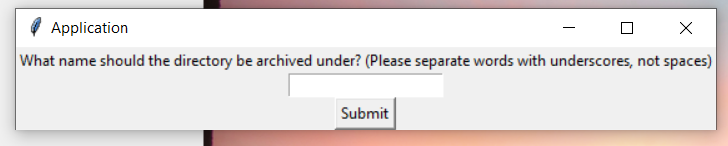 Application
What name should the directory be archived under? (Please separate words with underscores, not spaces)
Submit